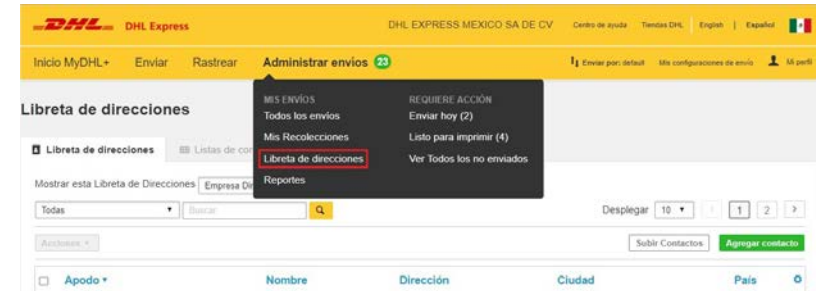 DHL DHL Express DHL EXPRESS MEXICO SA DE CV Centro de ayuda Tiendas DHL English | Español
Inicio MyDHL+ Enviar Rastrear Administrar envíos 23 Enviar por: default Mis configuraciones de envío Mi perfil
MIS ENVÍOS REQUIERE ACCIÓN
Libreta de direcciones Todos los envíos Enviar hoy (2)
Mis Recolecciones Listo para imprimir (4)
Libreta de direcciones Listas de Libreta de direcciones Ver Todos los no enviados
Reportes
Mostrar esta Libreta de Direcciones Empresa
Todas Buscar Desplegar 10 1 2
Acciones Subir Contactos Agregar contacto
Apodo Nombre Dirección Ciudad País